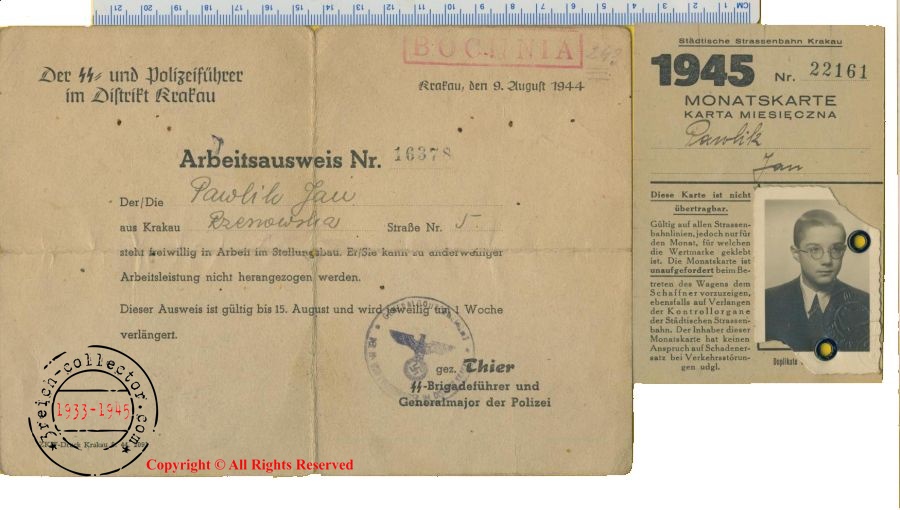 BOCHNIA
Der SS- und Polizeiführer
im Distrikt Krakau
Krakau, den 9. August 1944
Arbeitsausweis Nr. 16378
Der/Die Pawlik Jan
aus Krakau Straße Nr. 5
steht freiwillig in Arbeit im Stellungsbau. Er/Sie kann zu anderweitiger
Arbeitsleistung nicht herangezogen werden.
Dieser Ausweis ist gültig bis 15. August und wird jeweilig um 1 Woche
verlängert.
gez. Thier
SS-Brigadeführer und
Generalmajor der Polizei
3reich-collector.com
1933-1945
Copyright © All Rights Reserved
Städtische Strassenbahn Krakau
1945 Nr. 22161
MONATSKARTE
KARTA MIESIĘCZNA
Pawlik
Jan
Diese Karte ist nicht
übertragbar.
Gültig auf allen Strassen-
bahnlinien, jedoch nur für
den Monat, für welchen
die Wertmarke geklebt
ist. Die Monatskarte ist
unaufgefordert beim Be-
treten des Wagens dem
Schaffner vorzuzeigen,
ebenfalls auf Verlangen
der Kontrollorgane
der Städtischen Strassen-
bahn. Der Inhaber dieser
Monatskarte hat keinen
Anspruch auf Schadener-
satz bei Verkehrsstörun-
gen udgl.
Duplikate